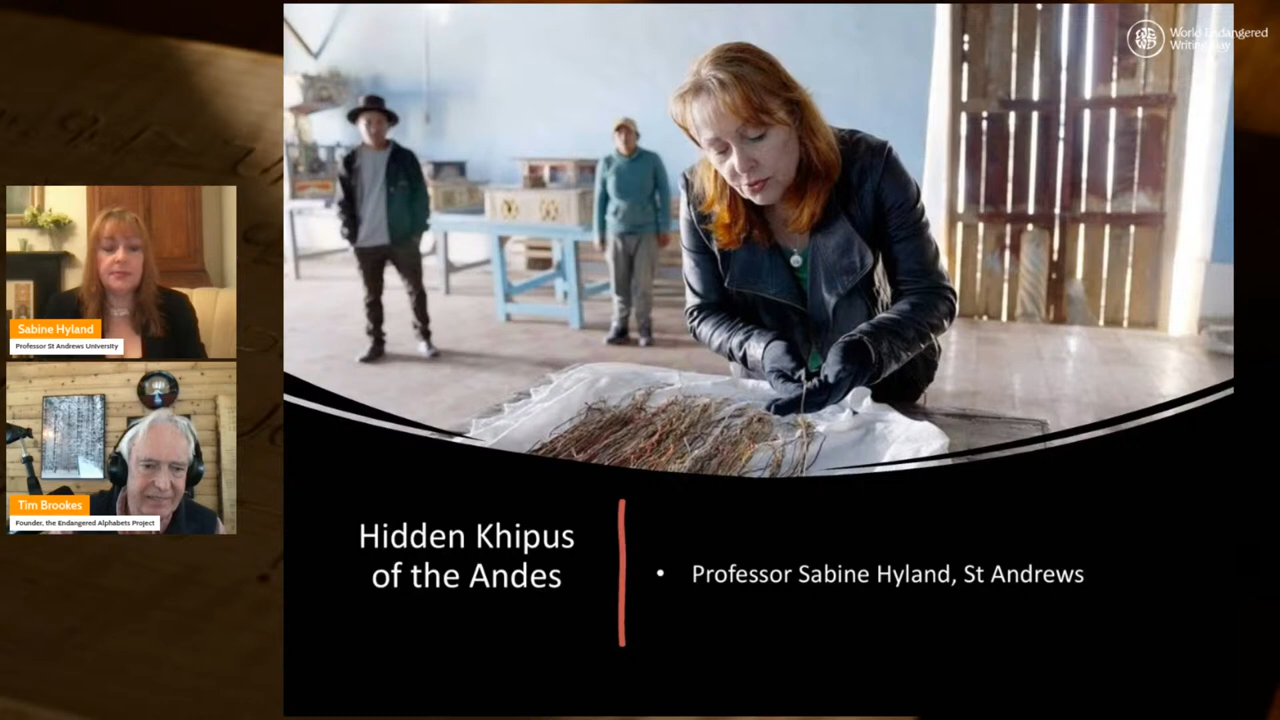 World Endangered
Writing Day
Sabine Hyland
Professor St Andrews University
Tim Brookes
Founder, the Endangered Alphabets Project
Hidden Khipus
of the Andes
• Professor Sabine Hyland, St Andrews